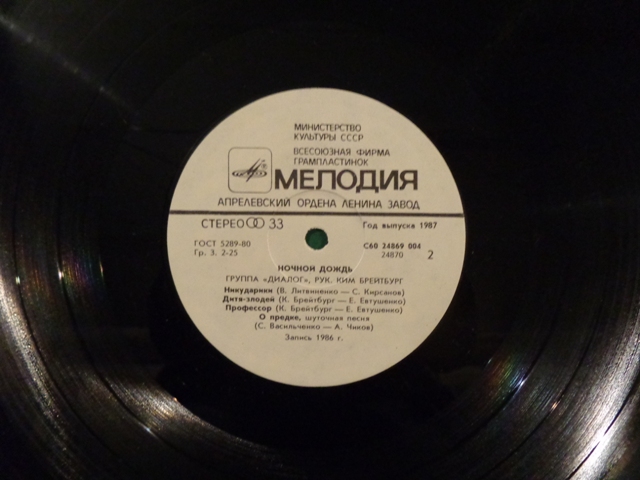 МИНИСТЕРСТВО
КУЛЬТУРЫ СССР
ВСЕСОЮЗНАЯ ФИРМА
ГРАМПЛАСТИНОК
МЕЛОДИЯ
АПРЕЛЕВСКИЙ ОРДЕНА ЛЕНИНА ЗАВОД
СТЕРЕО 33
Год выпуска 1987
ГОСТ 5289-80
Гр. 3. 2-25
С60 24869 004
24870
2
НОЧНОЙ ДОЖДЬ
ГРУППА «ДИАЛОГ», РУК. КИМ БРЕЙТБУРГ
Никударики (В. Литвиненко — С. Кирсанов)
Дитя-злодей (К. Брейтбург — Е. Евтушенко)
Профессор (К. Брейтбург — Е. Евтушенко)
О предке, шуточная песня
(С. Васильченко — А. Чиков)
Запись 1986 г.